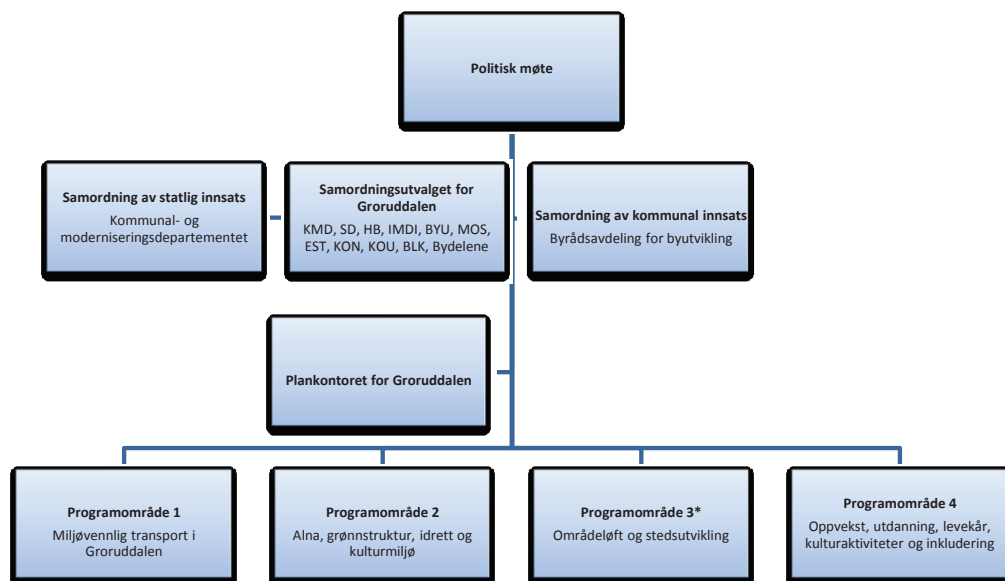 Politisk møte
Samordning av statlig innsats
Kommunal- og
moderniseringsdepartementet
Samordningsutvalget for
Groruddalen
KMD, SD, HB, IMDI, BYU, MOS,
EST, KON, KOU, BLK, Bydelene
Samordning av kommunal innsats
Byrådsavdeling for byutvikling
Plankontoret for Groruddalen
Programområde 1
Miljøvennlig transport i
Groruddalen
Programområde 2
Alna, grønnstruktur, idrett og
kulturmiljø
Programområde 3*
Områdeløft og stedsutvikling
Programområde 4
Oppvekst, utdanning, levekår,
kulturaktiviteter og inkludering